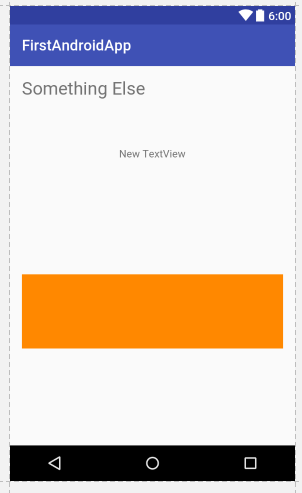 6:00
FirstAndroidApp
Something Else
New TextView